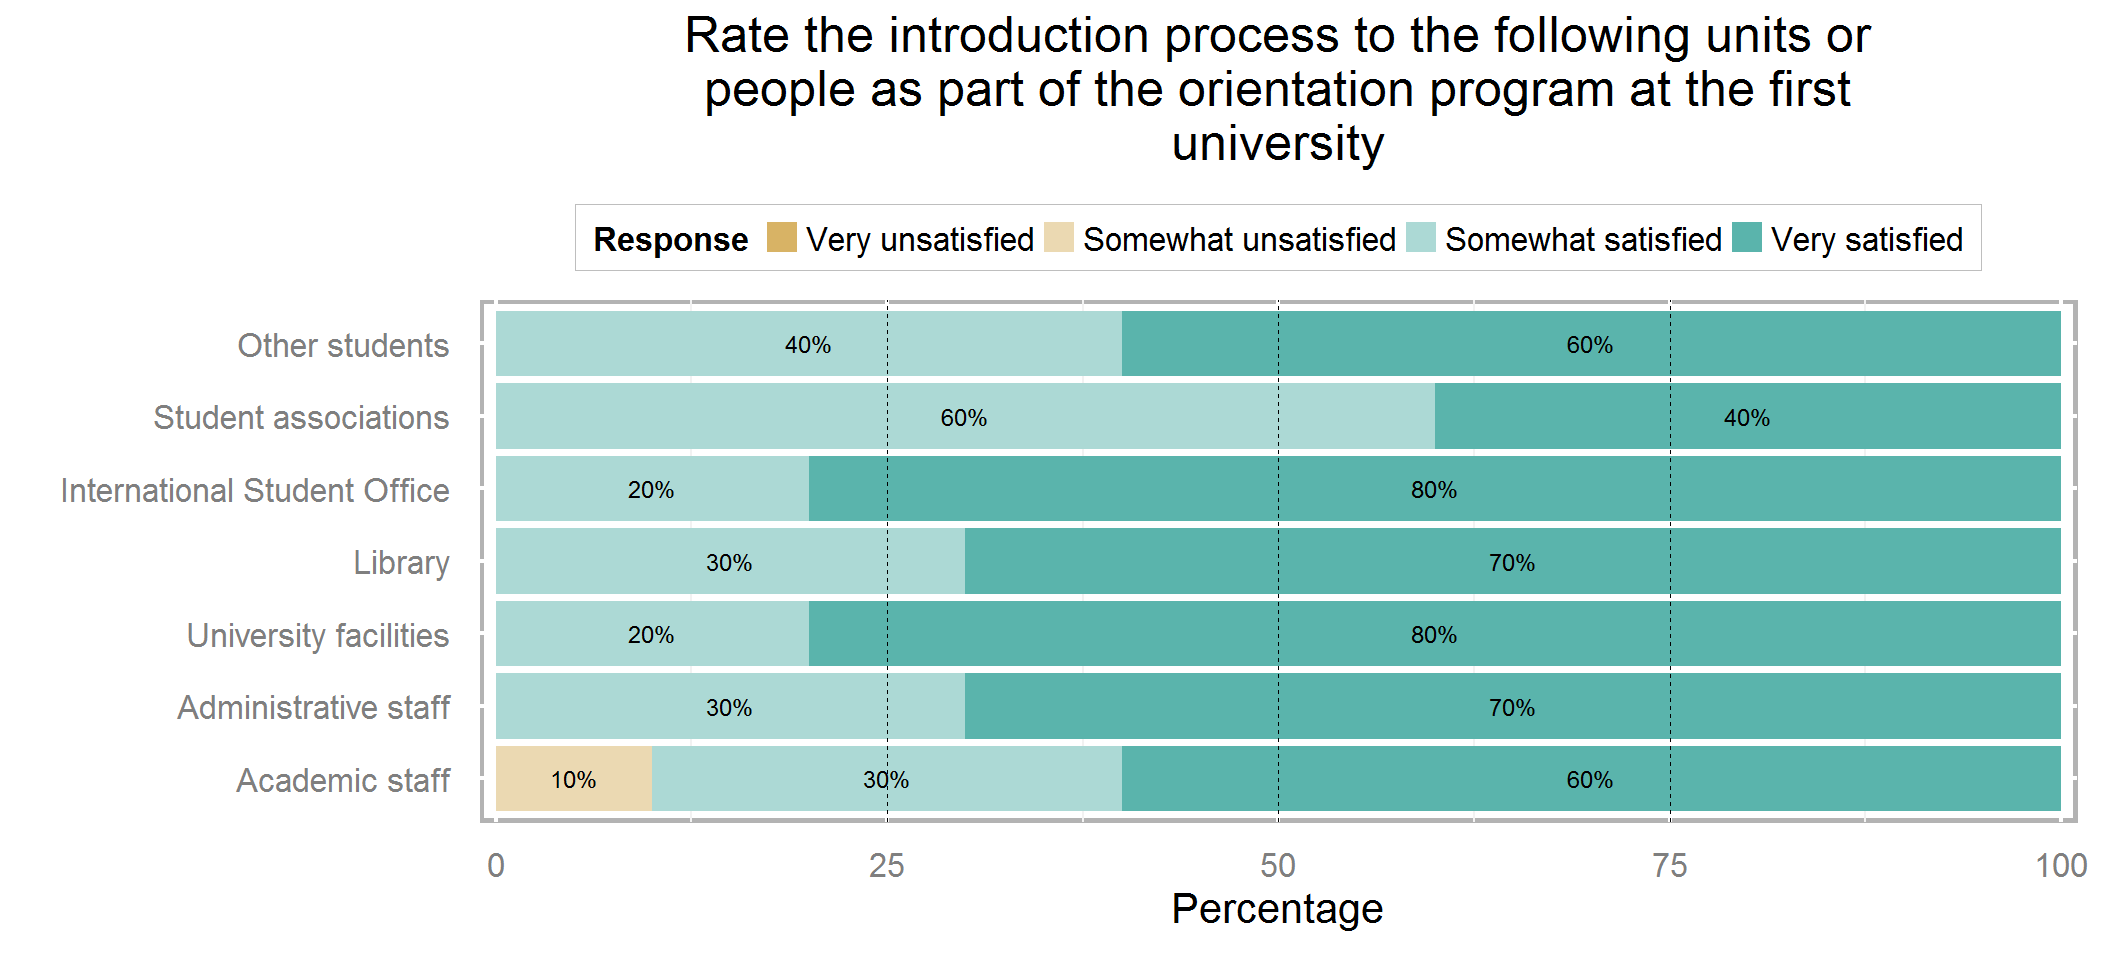 Rate the introduction process to the following units or
people as part of the orientation program at the first
university
Response Very unsatisfied Somewhat unsatisfied Somewhat satisfied Very satisfied
Other students 40% 60%
Student associations 60% 40%
International Student Office 20% 80%
Library 30% 70%
University facilities 20% 80%
Administrative staff 30% 70%
Academic staff 10% 30% 60%
0 25 50 75 100
Percentage